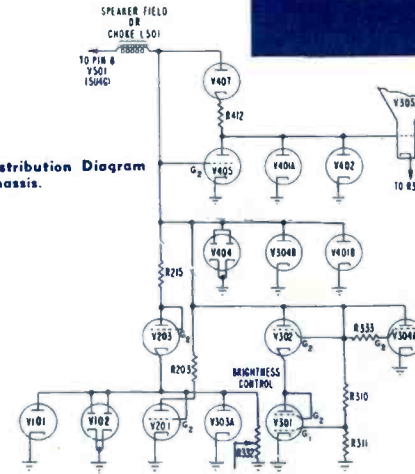 SPEAKER FIELD
OR
CHOKE L501
TO PIN 8
V501
(5U4G)
V407
R412
V305
stribution Diagram
hassis.
G2
V405
V401A
V402
TO R3
V404
V304B
V401B
R215
V203
G2
R203
V302
G2
R333
G2
V304A
BRIGHTNESS
CONTROL
R310
V101
V102
V201
G2
V303A
R332
V301
G2
G1
R311